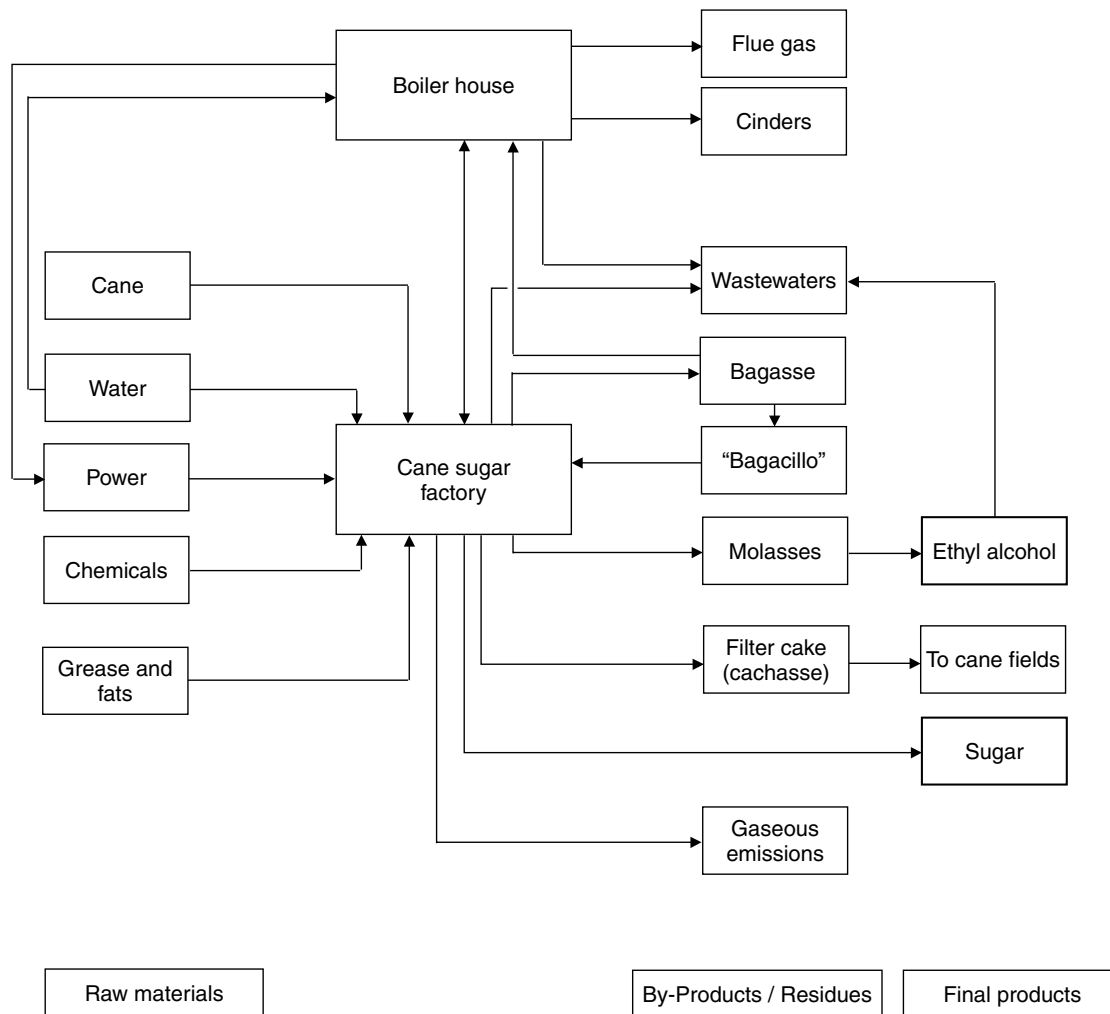 Boiler house
Flue gas
Cinders
Cane
Wastewaters
Water
Bagasse
Power
Cane sugar
factory
“Bagacillo”
Chemicals
Molasses
Ethyl alcohol
Grease and
fats
Filter cake
(cachasse)
To cane fields
Sugar
Gaseous
emissions
Raw materials
By-Products / Residues
Final products